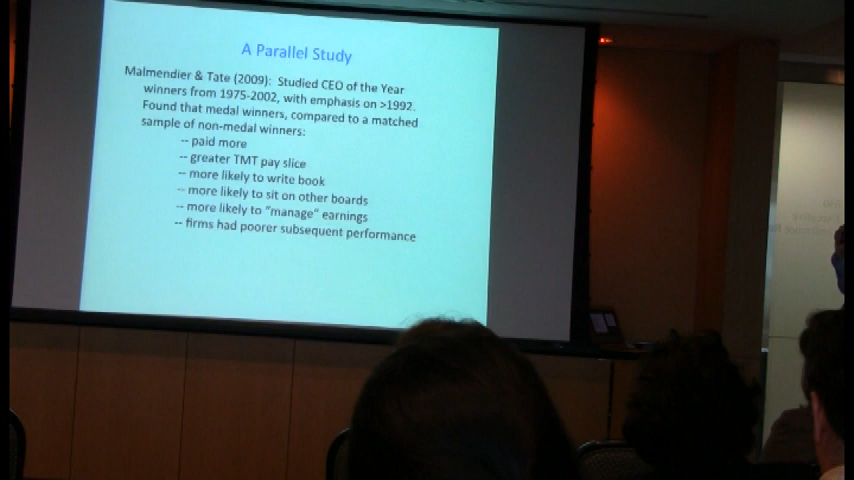 A Parallel Study
Malmendier & Tate (2009): Studied CEO of the Year
winners from 1975-2002, with emphasis on >1992.
Found that medal winners, compared to a matched
sample of non-medal winners:
-- paid more
-- greater TMT pay slice
-- more likely to write book
-- more likely to sit on other boards
-- more likely to "manage" earnings
-- firms had poorer subsequent performance